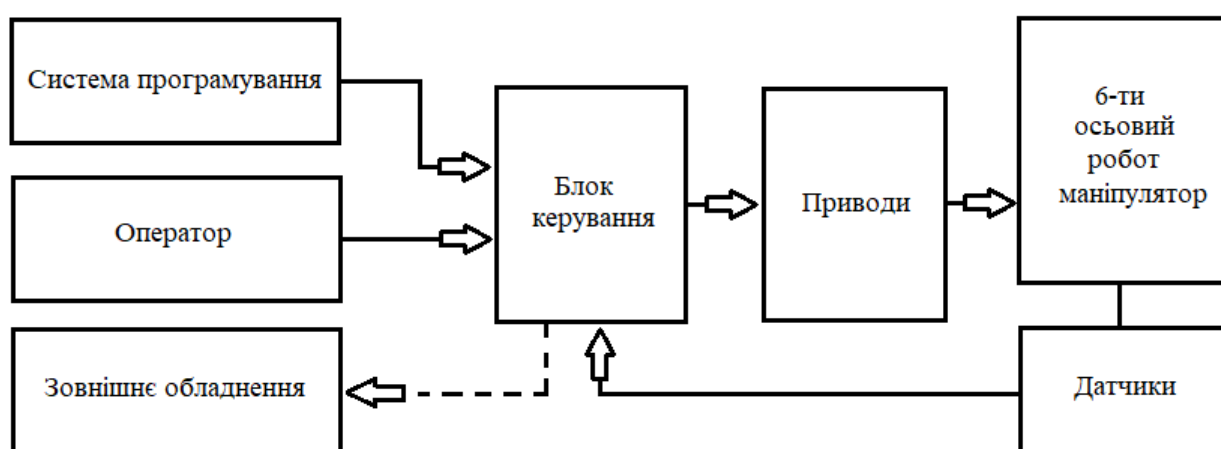 Система програмування
Оператор
Зовнішнє обладнення
Блок
керування
Приводи
6-ти
осьовий
робот
маніпулятор
Датчики